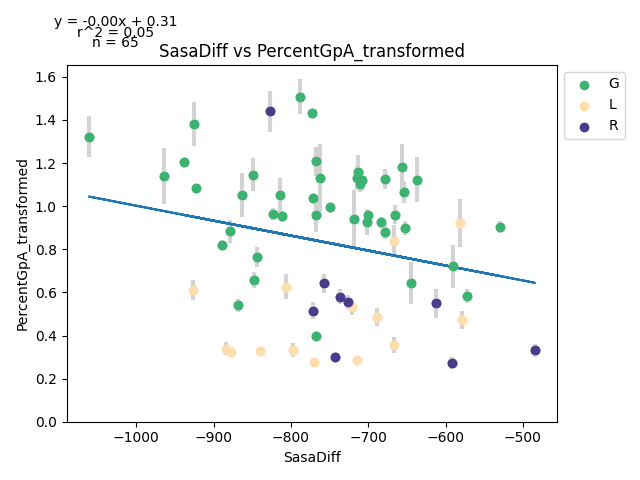 y = -0.00x + 0.31
r^2 = 0.05
n = 65
SasaDiff vs PercentGpA_transformed
1.6
1.4
1.2
1.0
0.8
0.6
0.4
0.2
0.0
PercentGpA_transformed
−1000
−900
−800
−700
−600
−500
SasaDiff
G
L
R